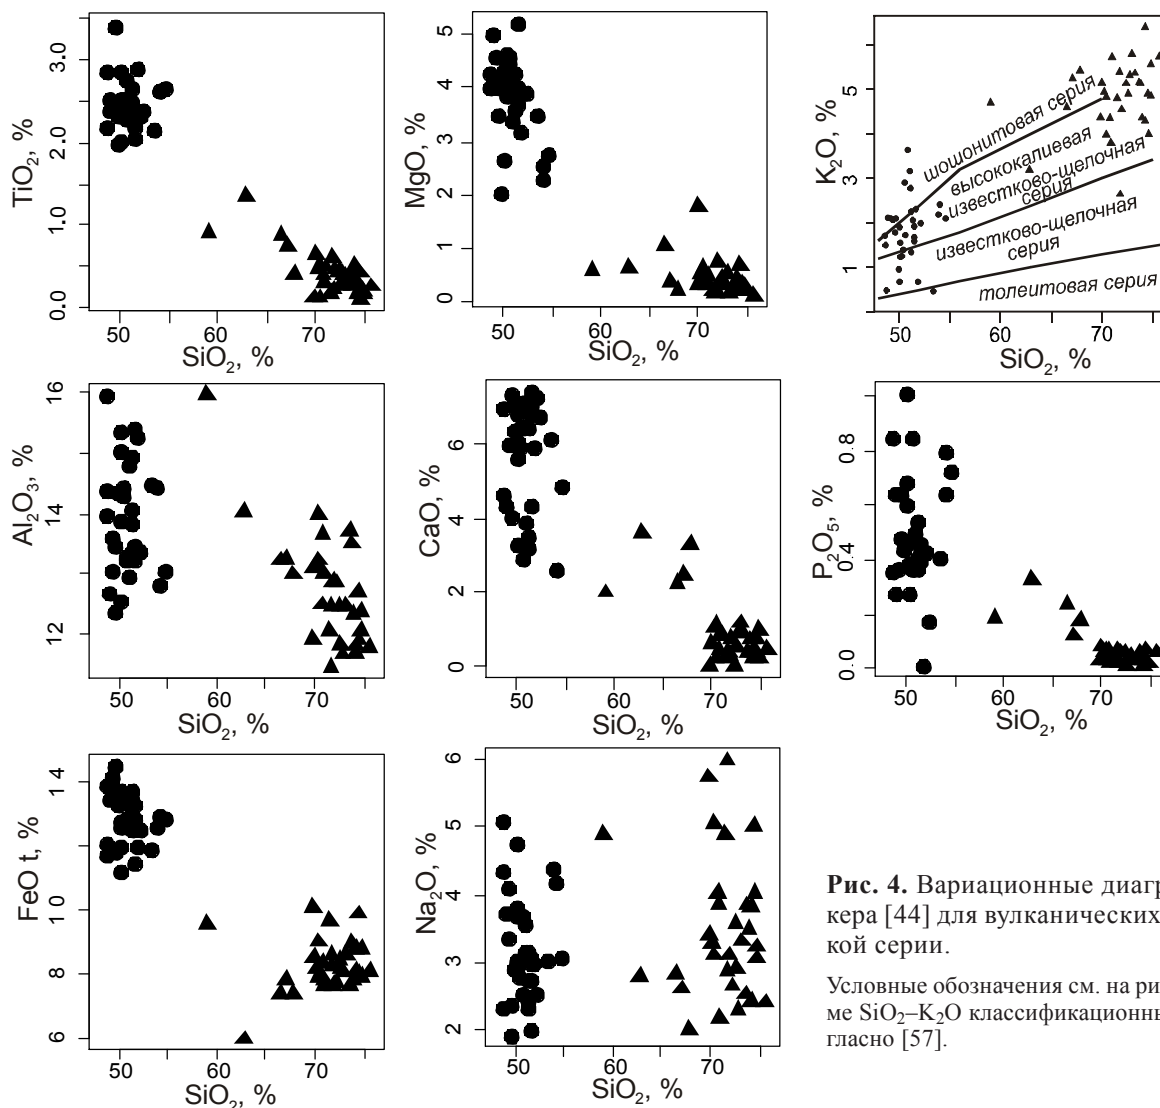 TiO₂, %
3.0
2.0
1.0
0.0
50
60
70
SiO₂, %
MgO, %
5
4
3
2
1
0
50
60
70
SiO₂, %
K₂O, %
5
3
1
шошонитовая серия
высококалиевая
известково-щелочная
серия
известково-щелочная
серия
толеитовая серия
50
60
70
SiO₂, %
Al₂O₃, %
16
14
12
50
60
70
SiO₂, %
CaO, %
6
4
2
0
50
60
70
SiO₂, %
P₂O₅, %
0.8
0.4
0.0
50
60
70
SiO₂, %
FeO t, %
14
10
8
6
50
60
70
SiO₂, %
Na₂O, %
6
5
4
3
2
50
60
70
SiO₂, %
Рис. 4. Вариационные диагр
кера [44] для вулканических
кой серии.
Условные обозначения см. на ри
ме SiO₂–K₂O классификационны
гласно [57].